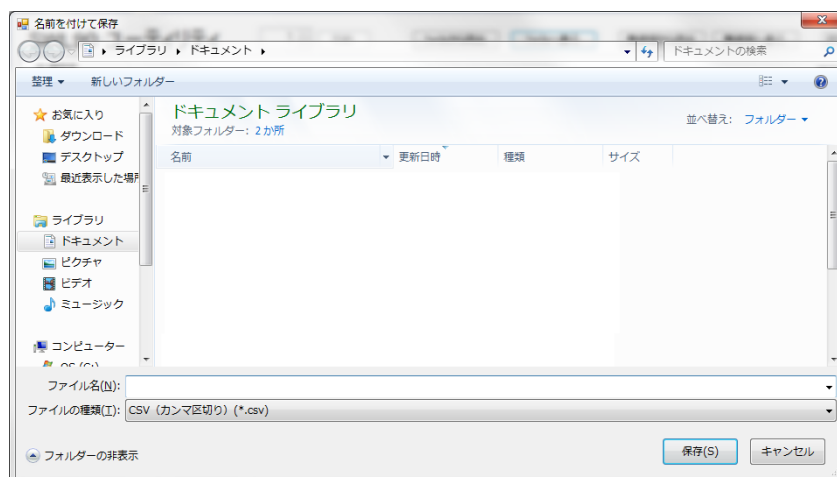 名前を付けて保存
ライブラリ ドキュメント
ドキュメントの検索
整理 新しいフォルダー
お気に入り
ダウンロード
デスクトップ
最近表示した場所
ライブラリ
ドキュメント
ピクチャ
ビデオ
ミュージック
コンピューター
ドキュメント ライブラリ
対象フォルダー: 2 か所
並べ替え: フォルダー
名前 更新日時 種類 サイズ
ファイル名(N):
ファイルの種類(T): CSV (カンマ区切り) (*.csv)
フォルダーの非表示
保存(S) キャンセル